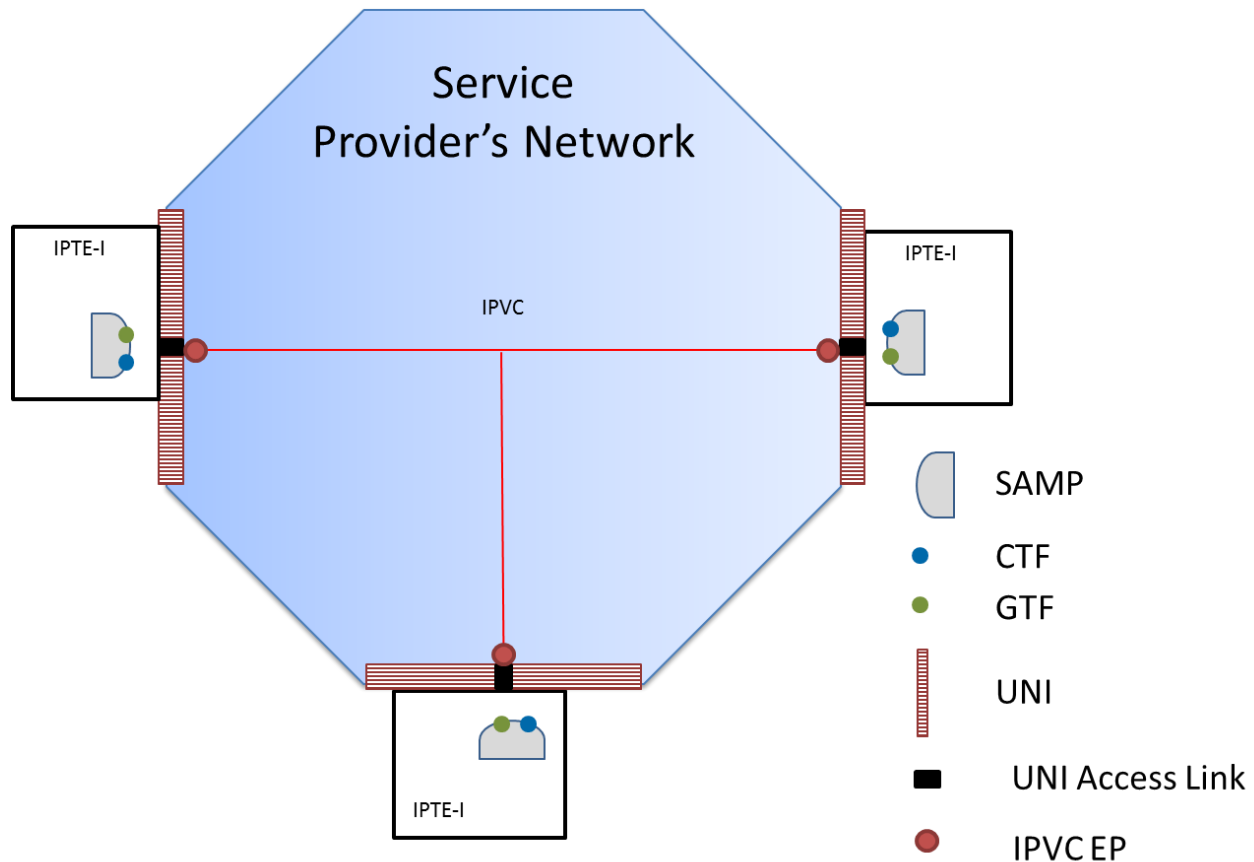 Service
Provider’s Network
IPTE-I
IPTE-I
IPVC
SAMP
CTF
GTF
UNI
UNI Access Link
IPTE-I
IPVC EP